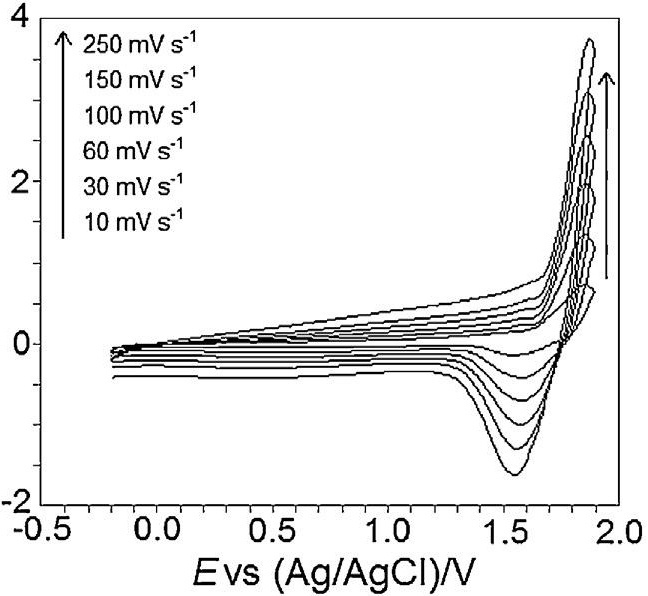 4
250 mV s⁻¹
150 mV s⁻¹
100 mV s⁻¹
60 mV s⁻¹
30 mV s⁻¹
10 mV s⁻¹
2
0
-2
-0.5 0.0 0.5 1.0 1.5 2.0
E vs (Ag/AgCl)/V